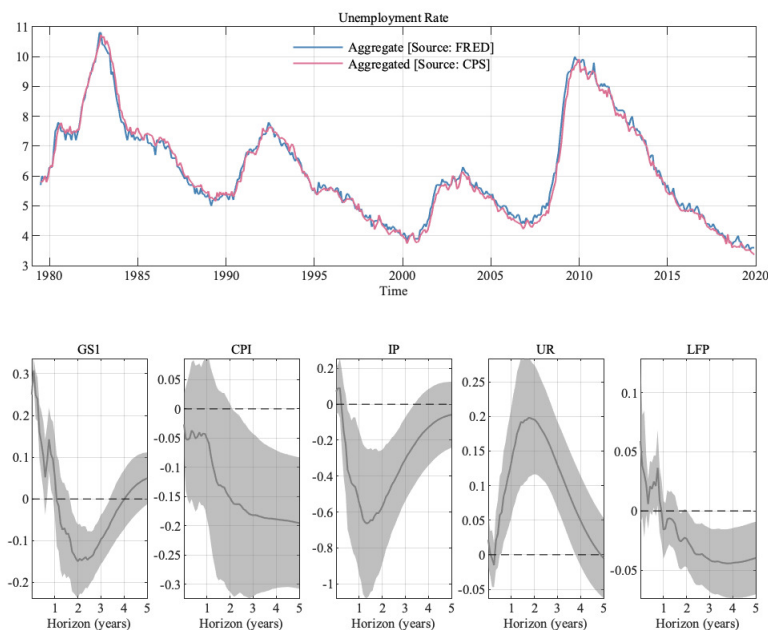 Unemployment Rate
11
10
9
8
7
6
5
4
3
Aggregate [Source: FRED]
Aggregated [Source: CPS]
1980 1985 1990 1995 2000 2005 2010 2015 2020
Time
GS1
0.3
0.2
0.1
0
-0.1
-0.2
1 2 3 4 5
Horizon (years)
CPI
0.05
0
-0.05
-0.1
-0.15
-0.2
-0.25
-0.3
1 2 3 4 5
Horizon (years)
IP
0.2
0
-0.2
-0.4
-0.6
-0.8
-1
1 2 3 4 5
Horizon (years)
UR
0.25
0.2
0.15
0.1
0.05
0
-0.05
1 2 3 4 5
Horizon (years)
LFP
0.1
0.05
0
-0.05
1 2 3 4 5
Horizon (years)